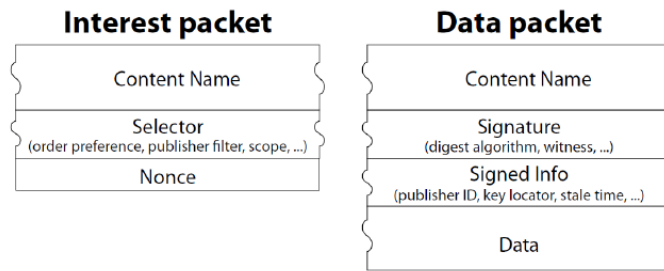 Interest packet
Content Name
Selector
(order preference, publisher filter, scope, ...)
Nonce
Data packet
Content Name
Signature
(digest algorithm, witness, ...)
Signed Info
(publisher ID, key locator, stale time, ...)
Data